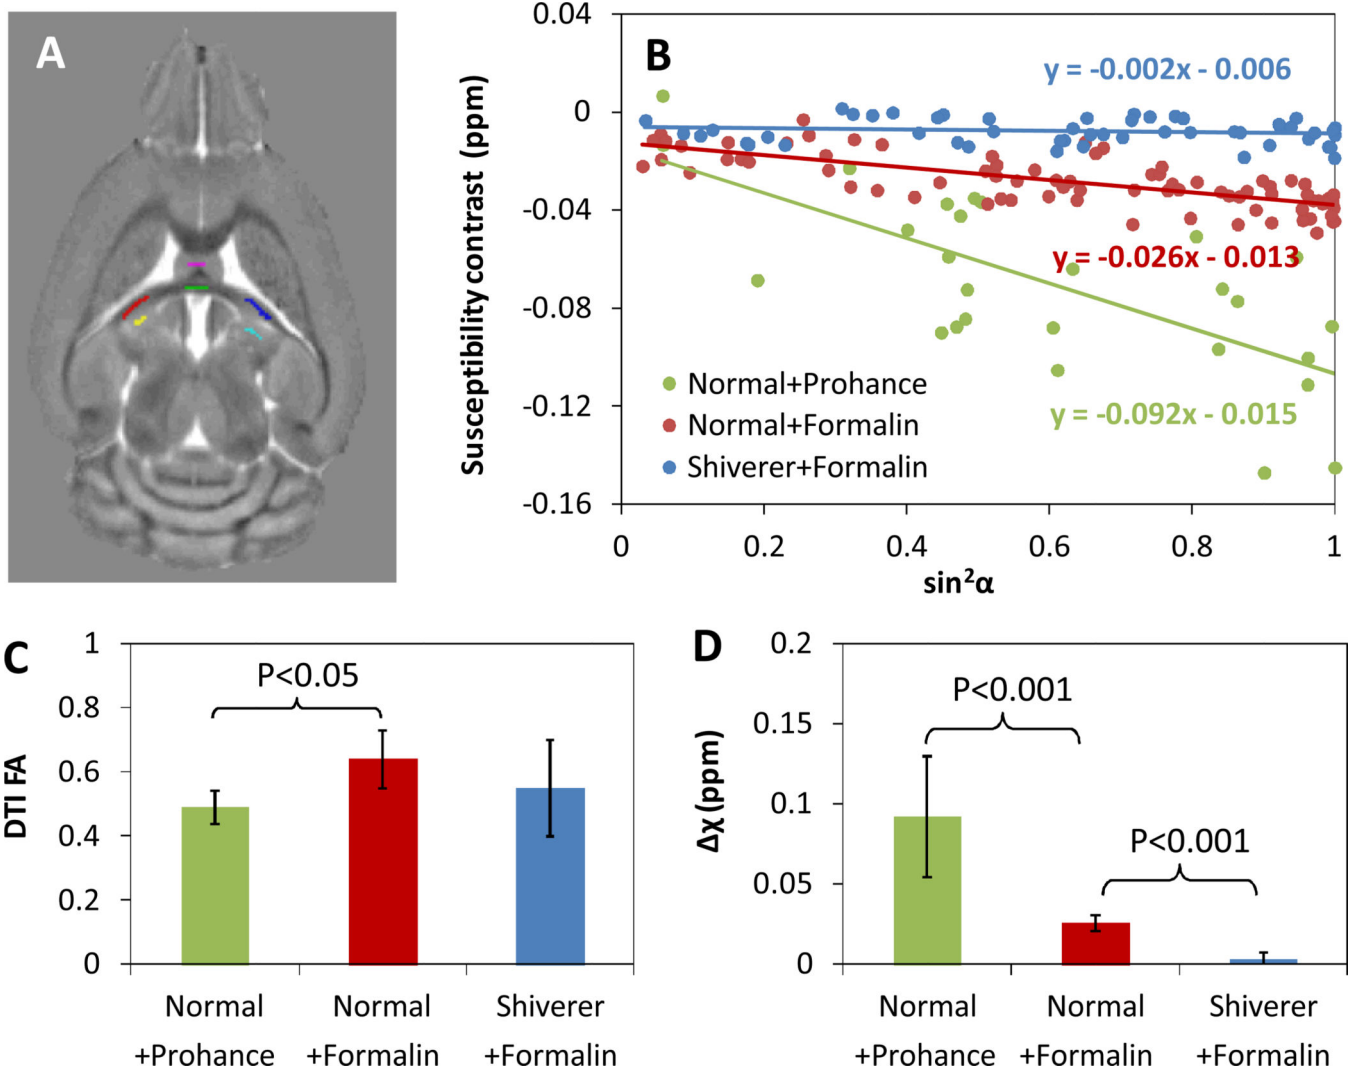 A
B
Susceptibility contrast (ppm)
0.04
0
-0.04
-0.08
-0.12
-0.16
y = -0.002x - 0.006
y = -0.026x - 0.013
y = -0.092x - 0.015
Normal+Prohance
Normal+Formalin
Shiverer+Formalin
0 0.2 0.4 0.6 0.8 1
sin²α
C
DTI FA
1
0.8
0.6
0.4
0.2
0
P<0.05
Normal +Prohance
Normal +Formalin
Shiverer +Formalin
D
Δχ (ppm)
0.2
0.15
0.1
0.05
0
P<0.001
P<0.001
Normal +Prohance
Normal +Formalin
Shiverer +Formalin